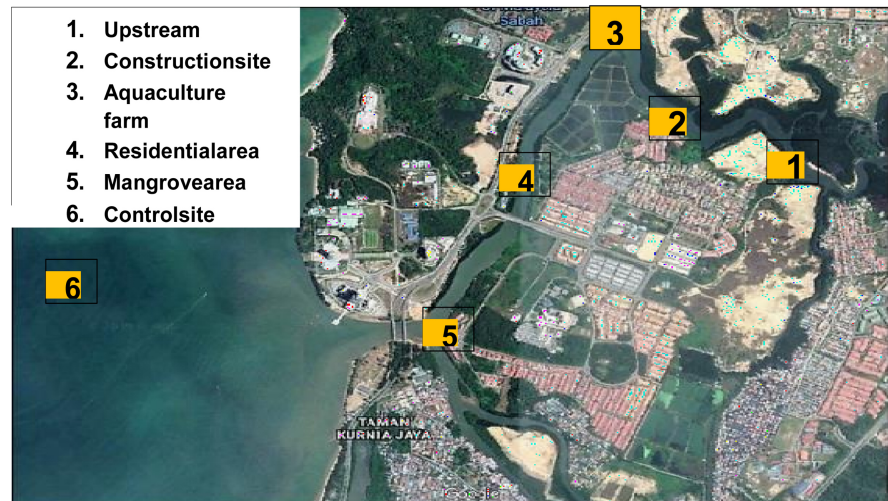 1. Upstream
2. Constructionsite
3. Aquaculture
farm
4. Residentialarea
5. Mangrovearea
6. Controlsite
Sabah
3
2
1
4
6
5
TAMAN
KURNIA JAYA
Google